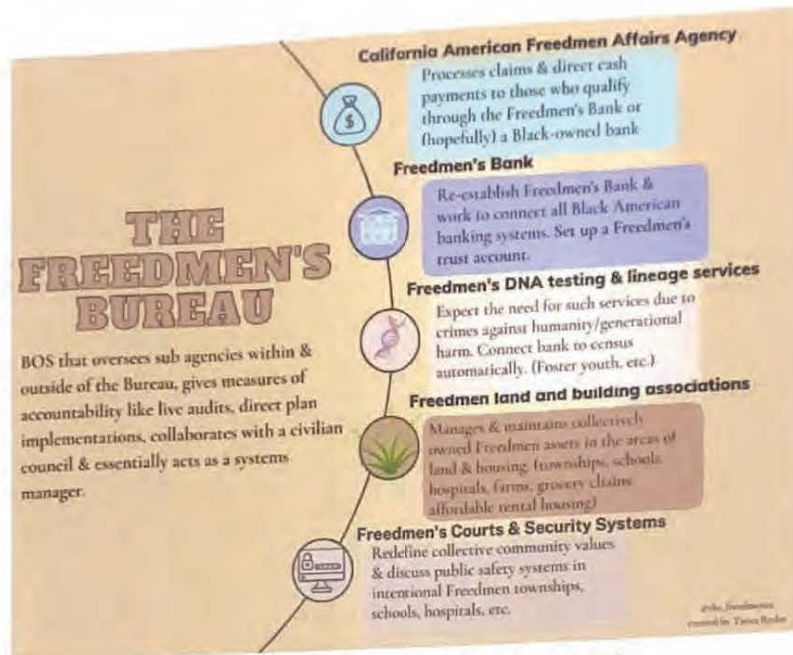 THE
FREEDMEN'S
BUREAU
BOS that oversees sub agencies within &
outside of the Bureau, gives measures of
accountability like live audits, direct plan
implementations, collaborates with a civilian
council & essentially acts as a systems
manager.
California American Freedmen Affairs Agency
$
Processes claims & direct cash
payments to those who qualify
through the Freedmen's Bank or
(hopefully) a Black-owned bank
Freedmen's Bank
Re-establish Freedmen's Bank &
work to connect all Black American
banking systems. Set up a Freedmen's
trust account.
Freedmen's DNA testing & lineage services
Expect the need for such services due to
crimes against humanity/generational
harm. Connect bank to census
automatically. (Foster youth, etc.)
Freedmen land and building associations
Manages & maintains collectively
owned Freedmen assets in the areas of
land & housing. (townships, schools,
hospitals, farms, grocery chains
affordable rental housing)
Freedmen's Courts & Security Systems
Redefine collective community values
& discuss public safety systems in
intentional Freedmen townships,
schools, hospitals, etc.
created by